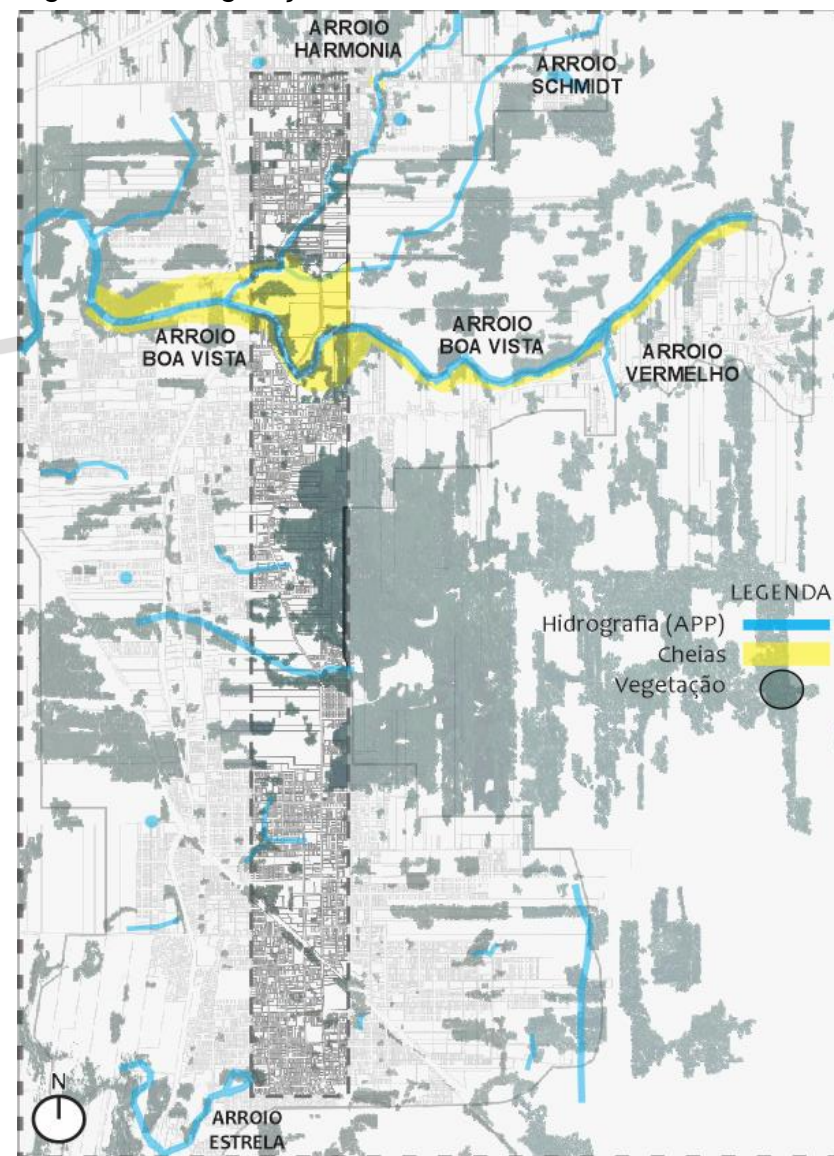 ARROIO
HARMONIA
ARROIO
SCHMIDT
ARROIO
BOA VISTA
ARROIO
BOA VISTA
ARROIO
VERMELHO
LEGENDA
Hidrografia (APP)
Cheias
Vegetação
N
ARROIO
ESTRELA